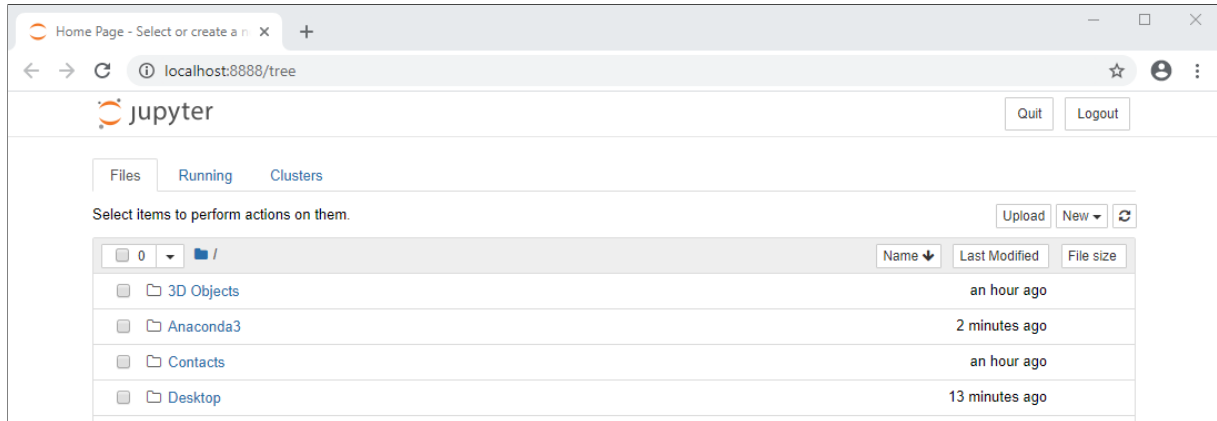 Home Page - Select or create a n
localhost:8888/tree
jupyter
Quit Logout
Files Running Clusters
Select items to perform actions on them.
Upload New
0 / Name Last Modified File size
3D Objects an hour ago
Anaconda3 2 minutes ago
Contacts an hour ago
Desktop 13 minutes ago